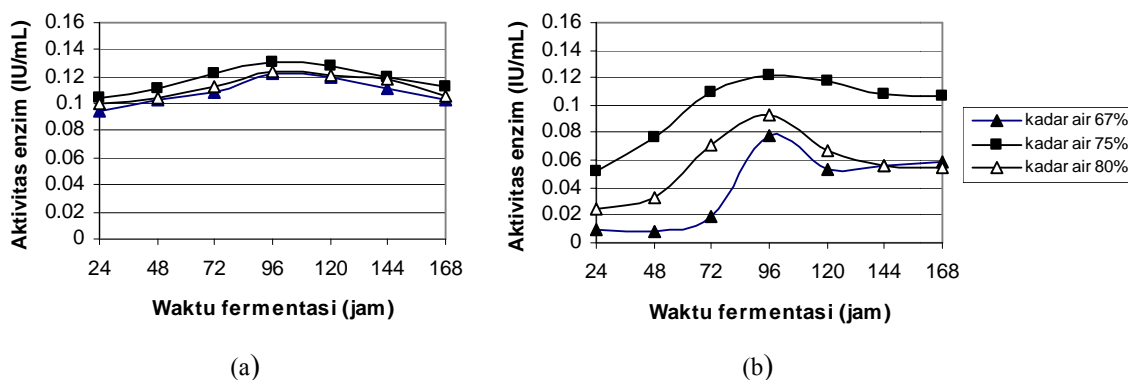 Aktivitas enzim (IU/mL)
0.16
0.14
0.12
0.1
0.08
0.06
0.04
0.02
0
24 48 72 96 120 144 168
Waktu fermentasi (jam)
(a)
Aktivitas enzim (IU/mL)
0.16
0.14
0.12
0.1
0.08
0.06
0.04
0.02
0
24 48 72 96 120 144 168
Waktu fermentasi (jam)
(b)
kadar air 67%
kadar air 75%
kadar air 80%